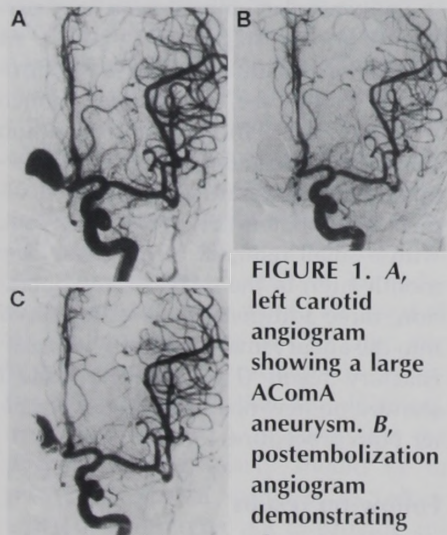 A
B
C
FIGURE 1. A,
left carotid
angiogram
showing a large
AComA
aneurysm. B,
postembolization
angiogram
demonstrating